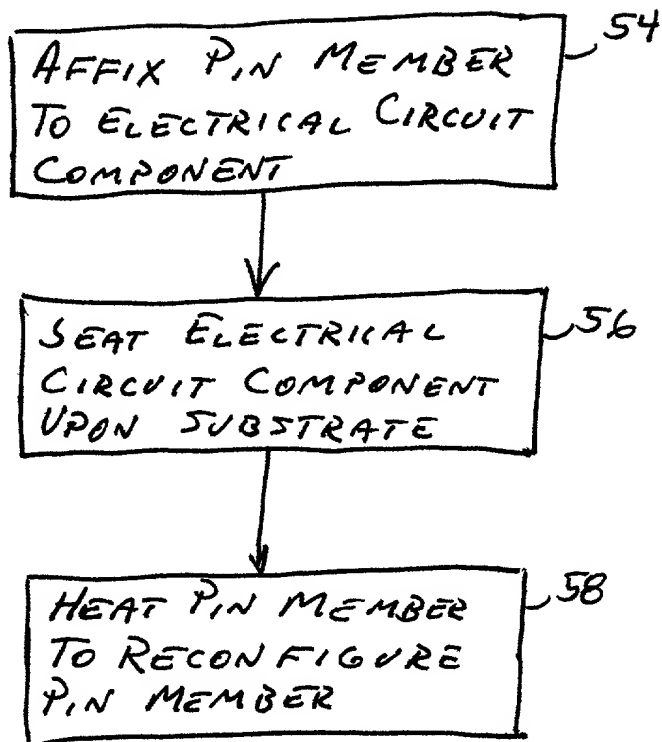 AFFIX PIN MEMBER
TO ELECTRICAL CIRCUIT
COMPONENT
54
SEAT ELECTRICAL
CIRCUIT COMPONENT
UPON SUBSTRATE
56
HEAT PIN MEMBER
TO RECONFIGURE
PIN MEMBER
58